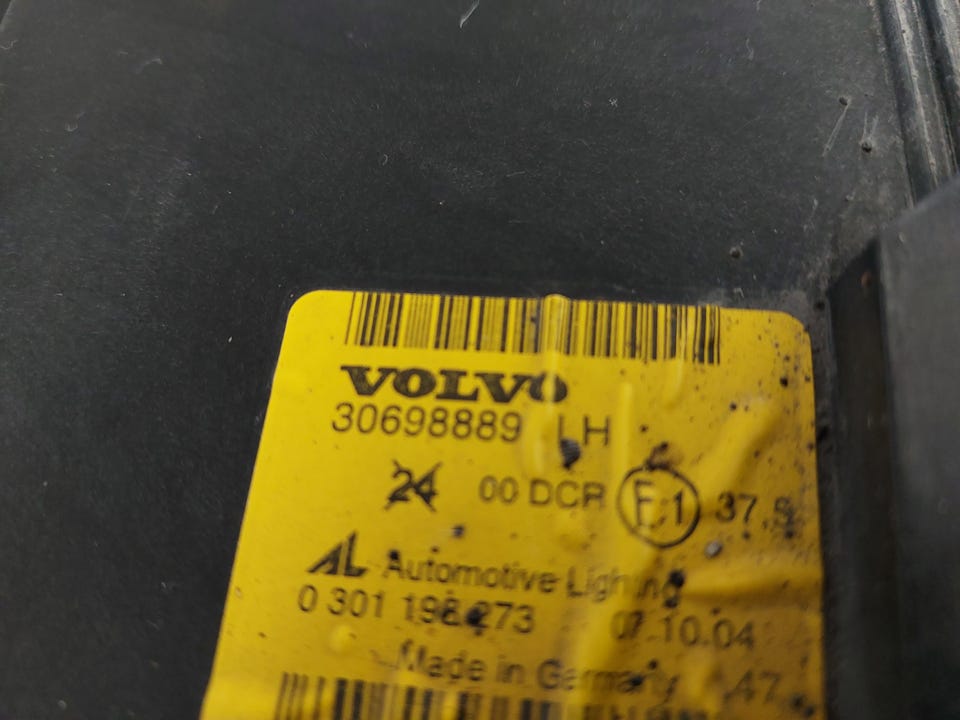 VOLVO
30698889 LH
24 00 DCR E1 37,5
AL Automotive Lighting
0 301 198 273 07.10.04
Made in Germany 47